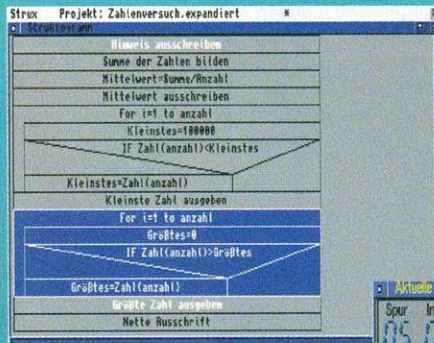 Strux Projekt: Zahlenversuch.expandiert *
Struktogramm
Hinweis ausschreiben
Summe der Zahlen bilden
Mittelwert=Summe/Anzahl
Mittelwert ausschreiben
For i=1 to anzahl
Kleinstes=100000
IF Zahl(anzahl)<Kleinstes
Kleinstes=Zahl(anzahl)
Kleinste Zahl ausgeben
For i=1 to anzahl
Größtes=0
IF Zahl(anzahl)>Größtes
Größtes=Zahl(anzahl)
Größte Zahl ausgeben
Nette Ausschrift
Aktuelle
Spur
05